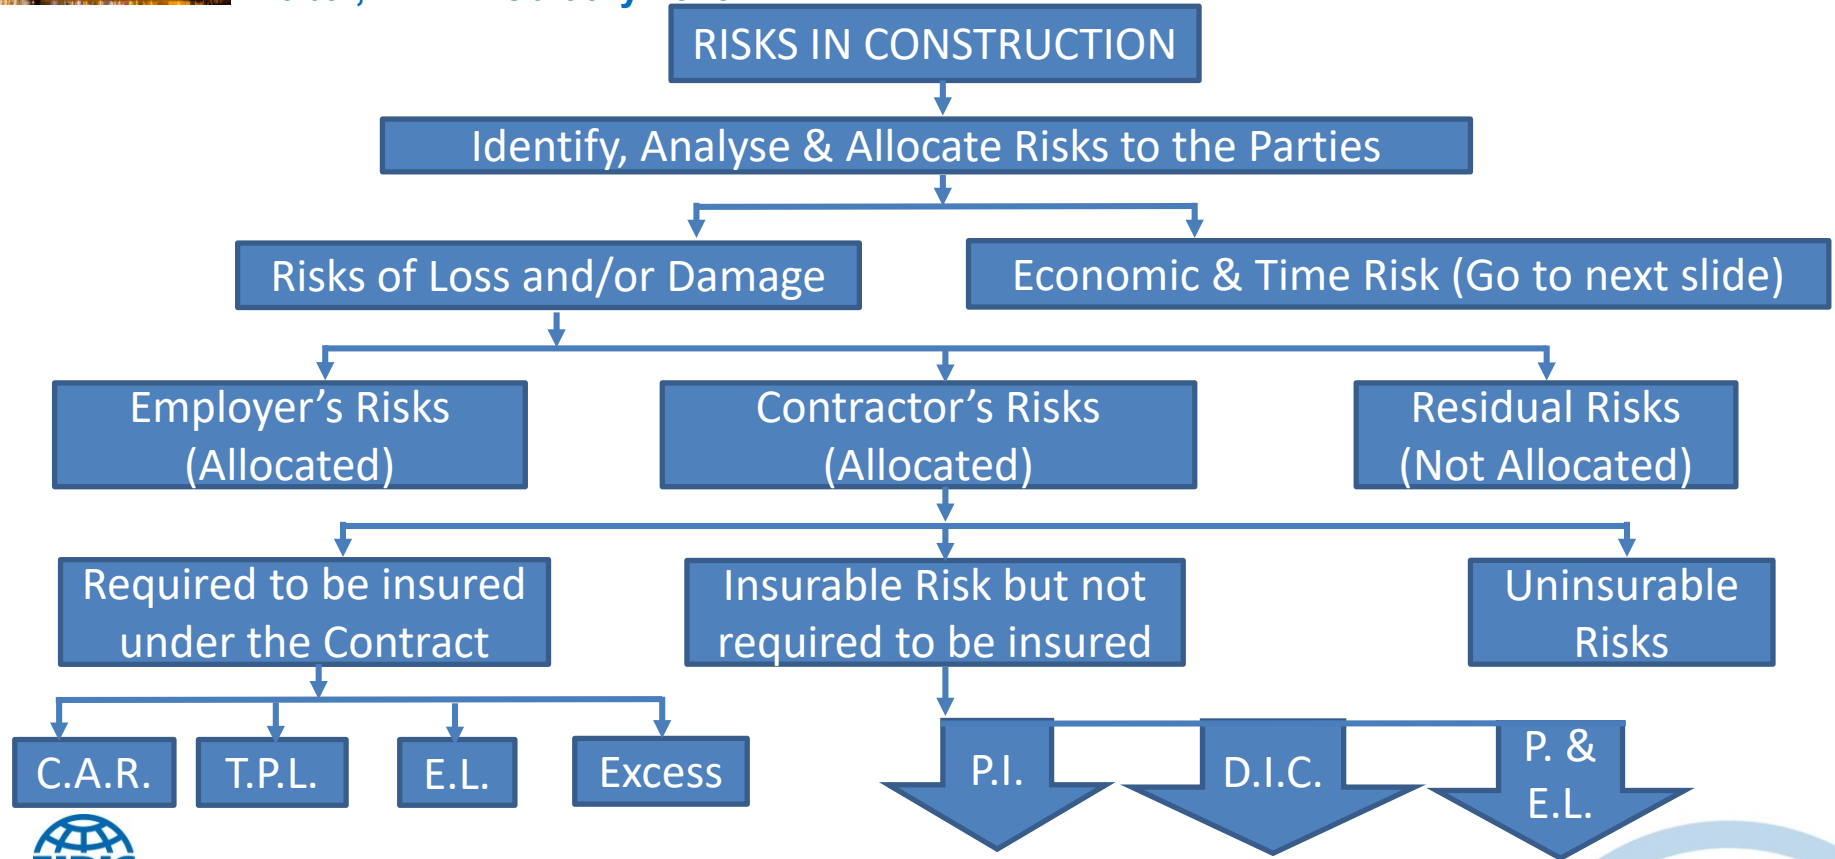 RISKS IN CONSTRUCTION
Identify, Analyse & Allocate Risks to the Parties
Risks of Loss and/or Damage
Economic & Time Risk (Go to next slide)
Employer’s Risks
(Allocated)
Contractor’s Risks
(Allocated)
Residual Risks
(Not Allocated)
Required to be insured
under the Contract
Insurable Risk but not
required to be insured
Uninsurable
Risks
C.A.R.
T.P.L.
E.L.
Excess
P.I.
D.I.C.
P. &
E.L.